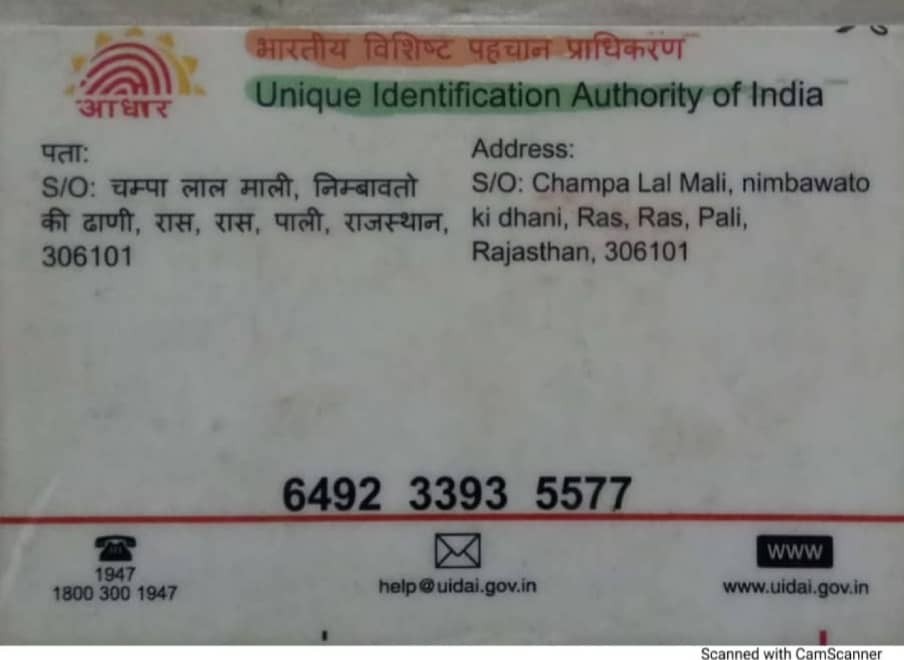 भारतीय विशिष्ट पहचान प्राधिकरण
Unique Identification Authority of India
आधार
पता:
S/O: चम्पा लाल माली, निम्बावतो
की ढाणी, रास, रास, पाली, राजस्थान,
306101
Address:
S/O: Champa Lal Mali, nimbawato
ki dhani, Ras, Ras, Pali,
Rajasthan, 306101
6492 3393 5577
1947
1800 300 1947
help@uidai.gov.in
www
www.uidai.gov.in
Scanned with CamScanner